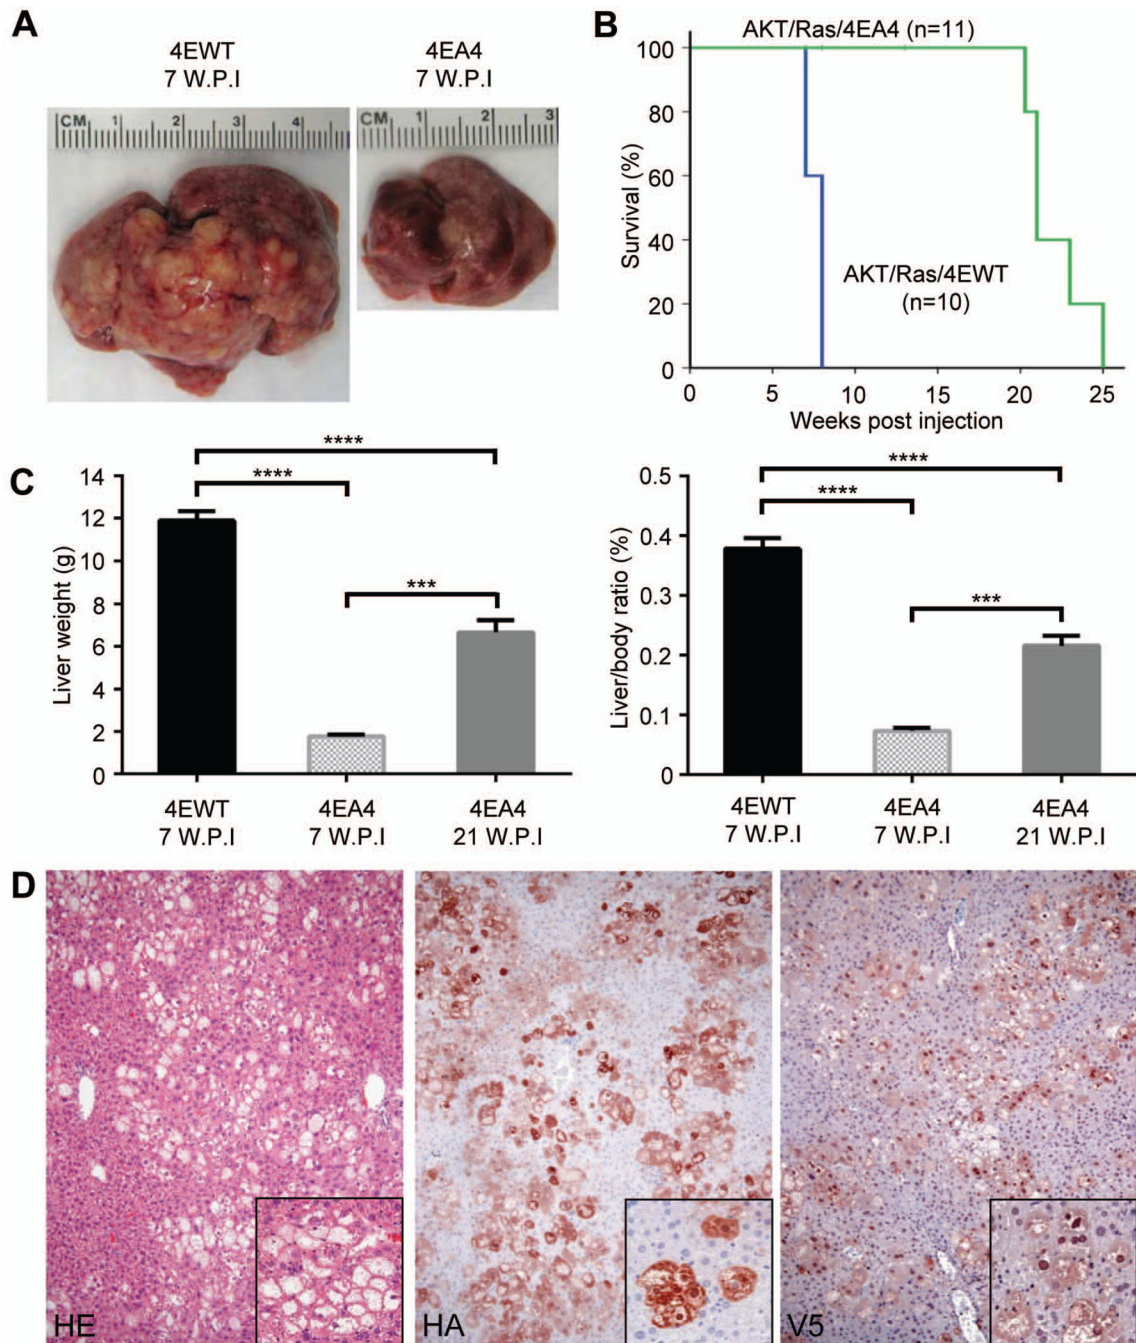 A
4EWT
7 W.P.I
4EA4
7 W.P.I
CM 1 2 3 4
CM 1 2 3
B
AKT/Ras/4EA4 (n=11)
100
80
60
40
20
0
Survival (%)
AKT/Ras/4EWT
(n=10)
0 5 10 15 20 25
Weeks post injection
C
****
****
***
14
12
10
8
6
4
2
0
Liver weight (g)
4EWT
7 W.P.I
4EA4
7 W.P.I
4EA4
21 W.P.I
****
****
***
0.5
0.4
0.3
0.2
0.1
0
Liver/body ratio (%)
4EWT
7 W.P.I
4EA4
7 W.P.I
4EA4
21 W.P.I
D
HE
HA
V5